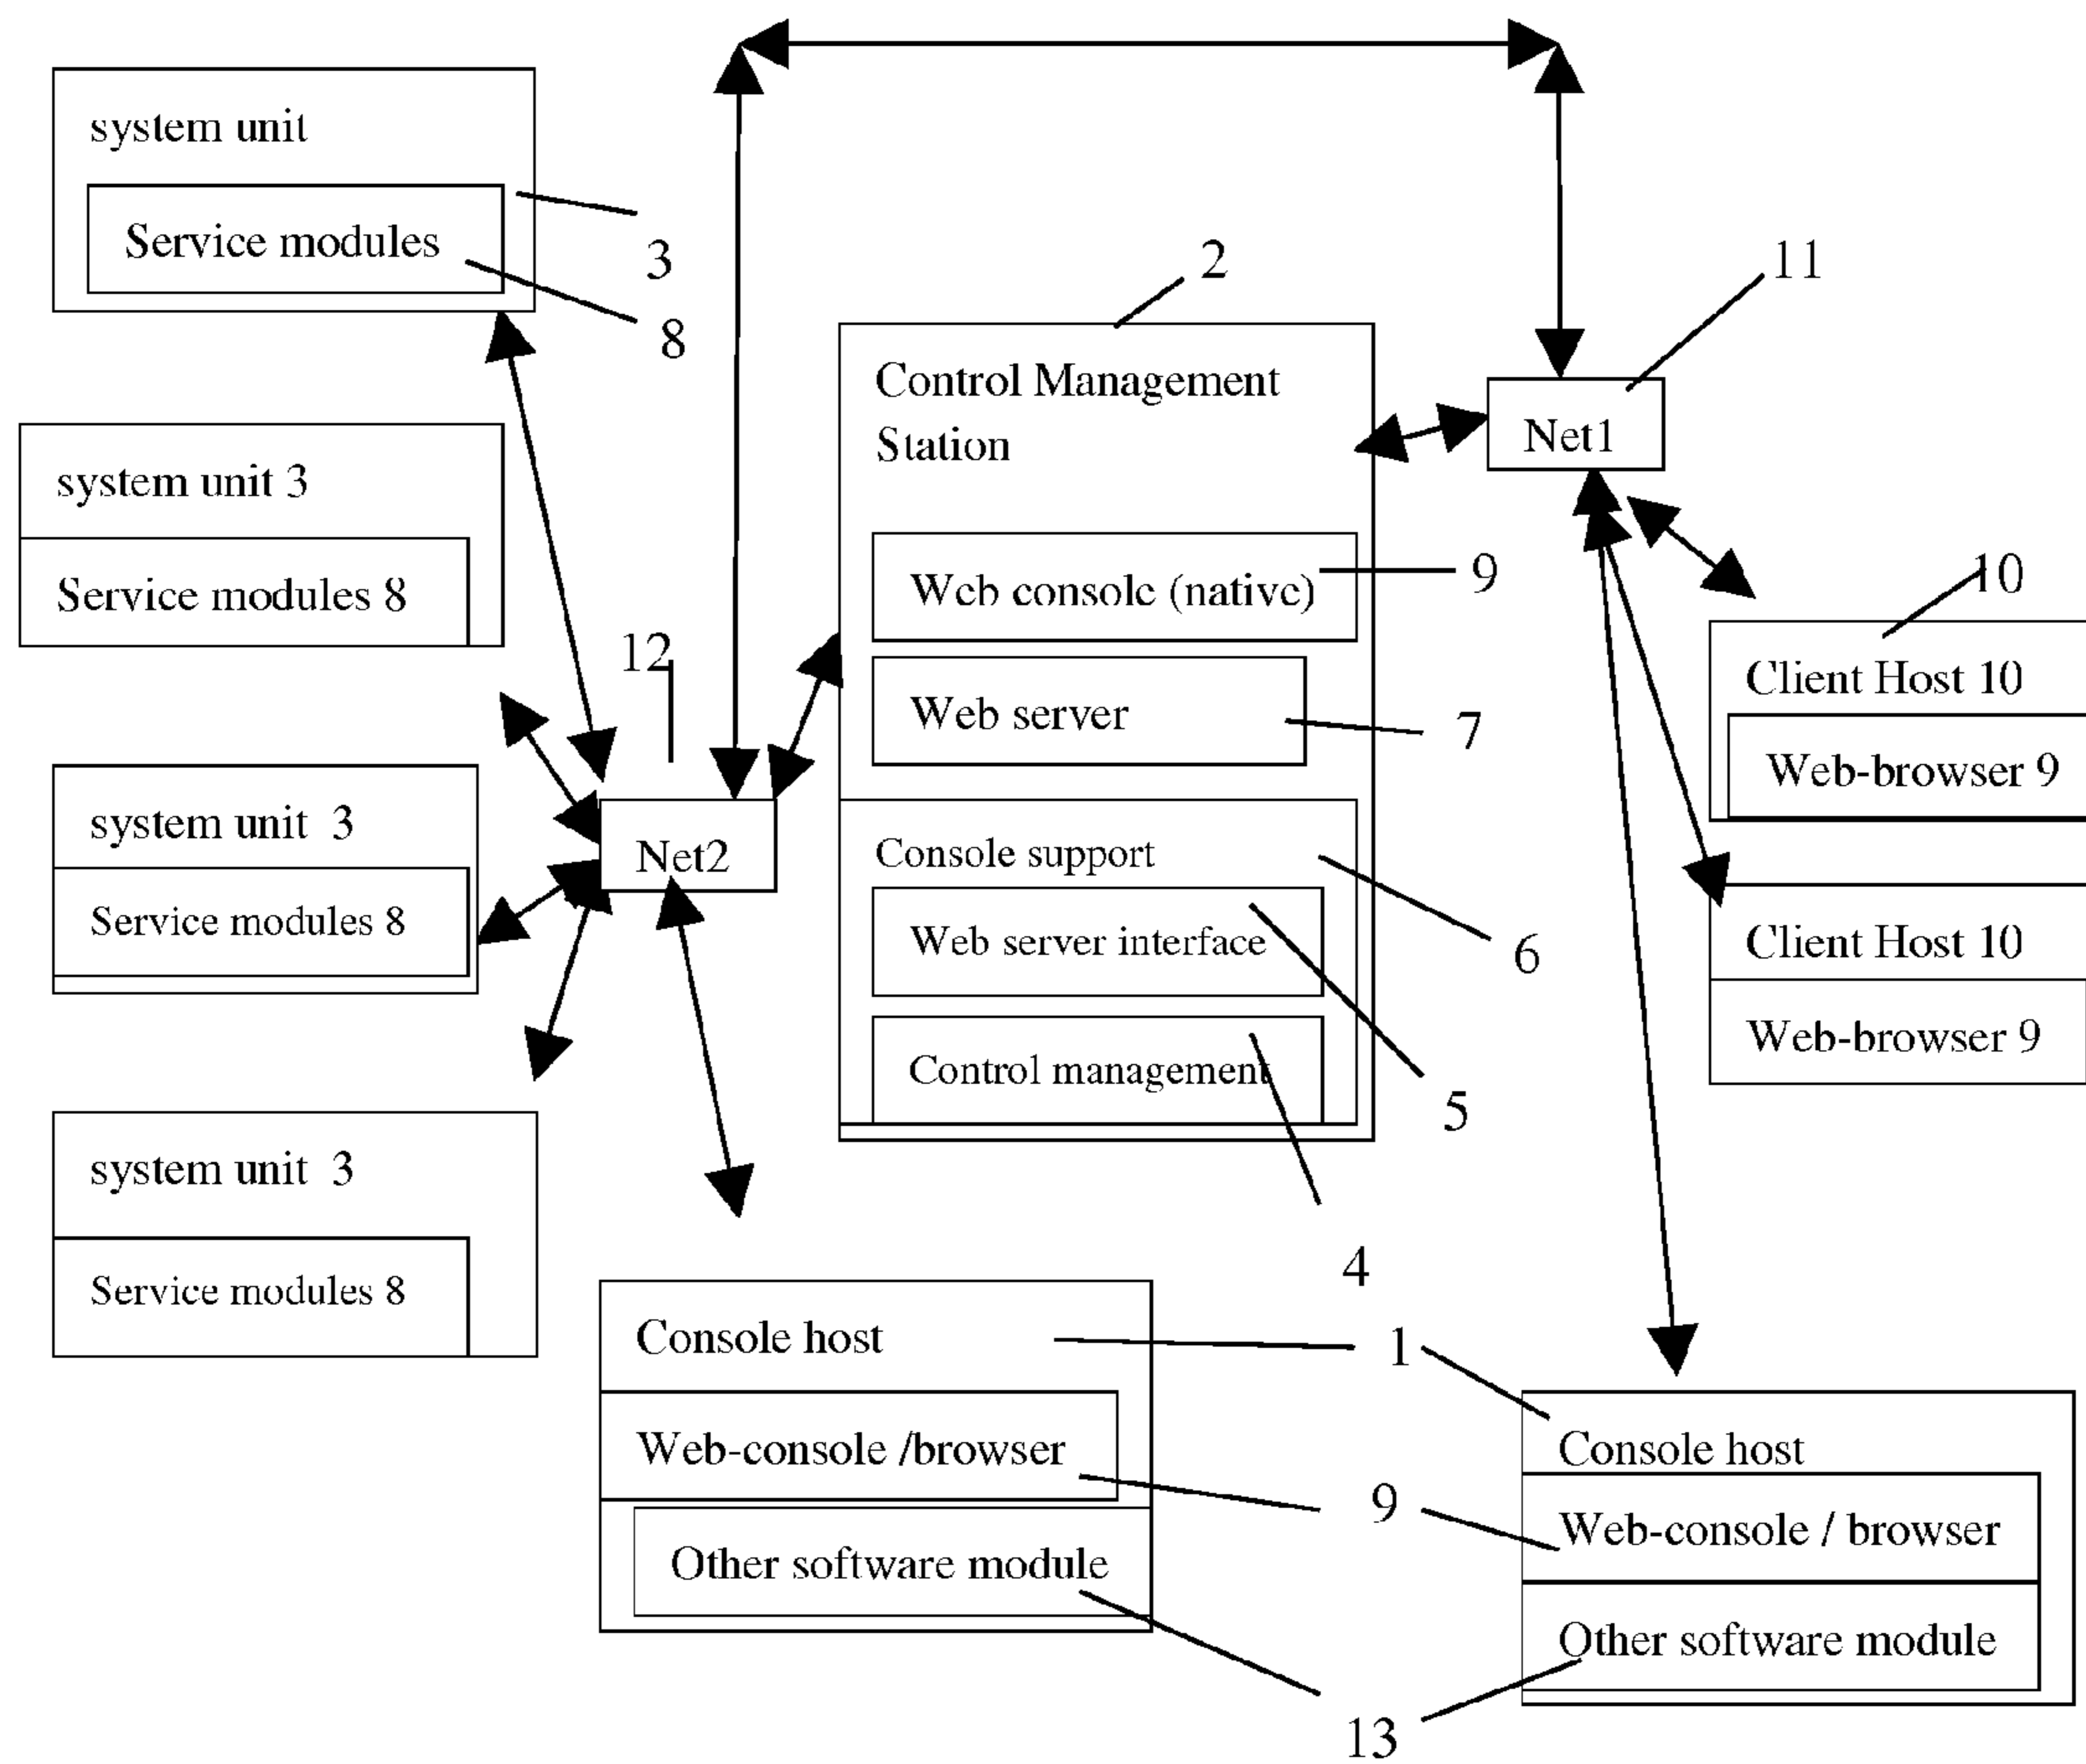 system unit
Service modules
3
8
system unit 3
Service modules 8
system unit 3
Service modules 8
system unit 3
Service modules 8
12
Net2
2
Control Management
Station
Web console (native)
9
Web server
7
Console support
6
Web server interface
5
Control management
4
11
Net1
10
Client Host 10
Web-browser 9
Client Host 10
Web-browser 9
Console host
1
Web-console /browser
9
Other software module
13
Console host
Web-console / browser
Other software module